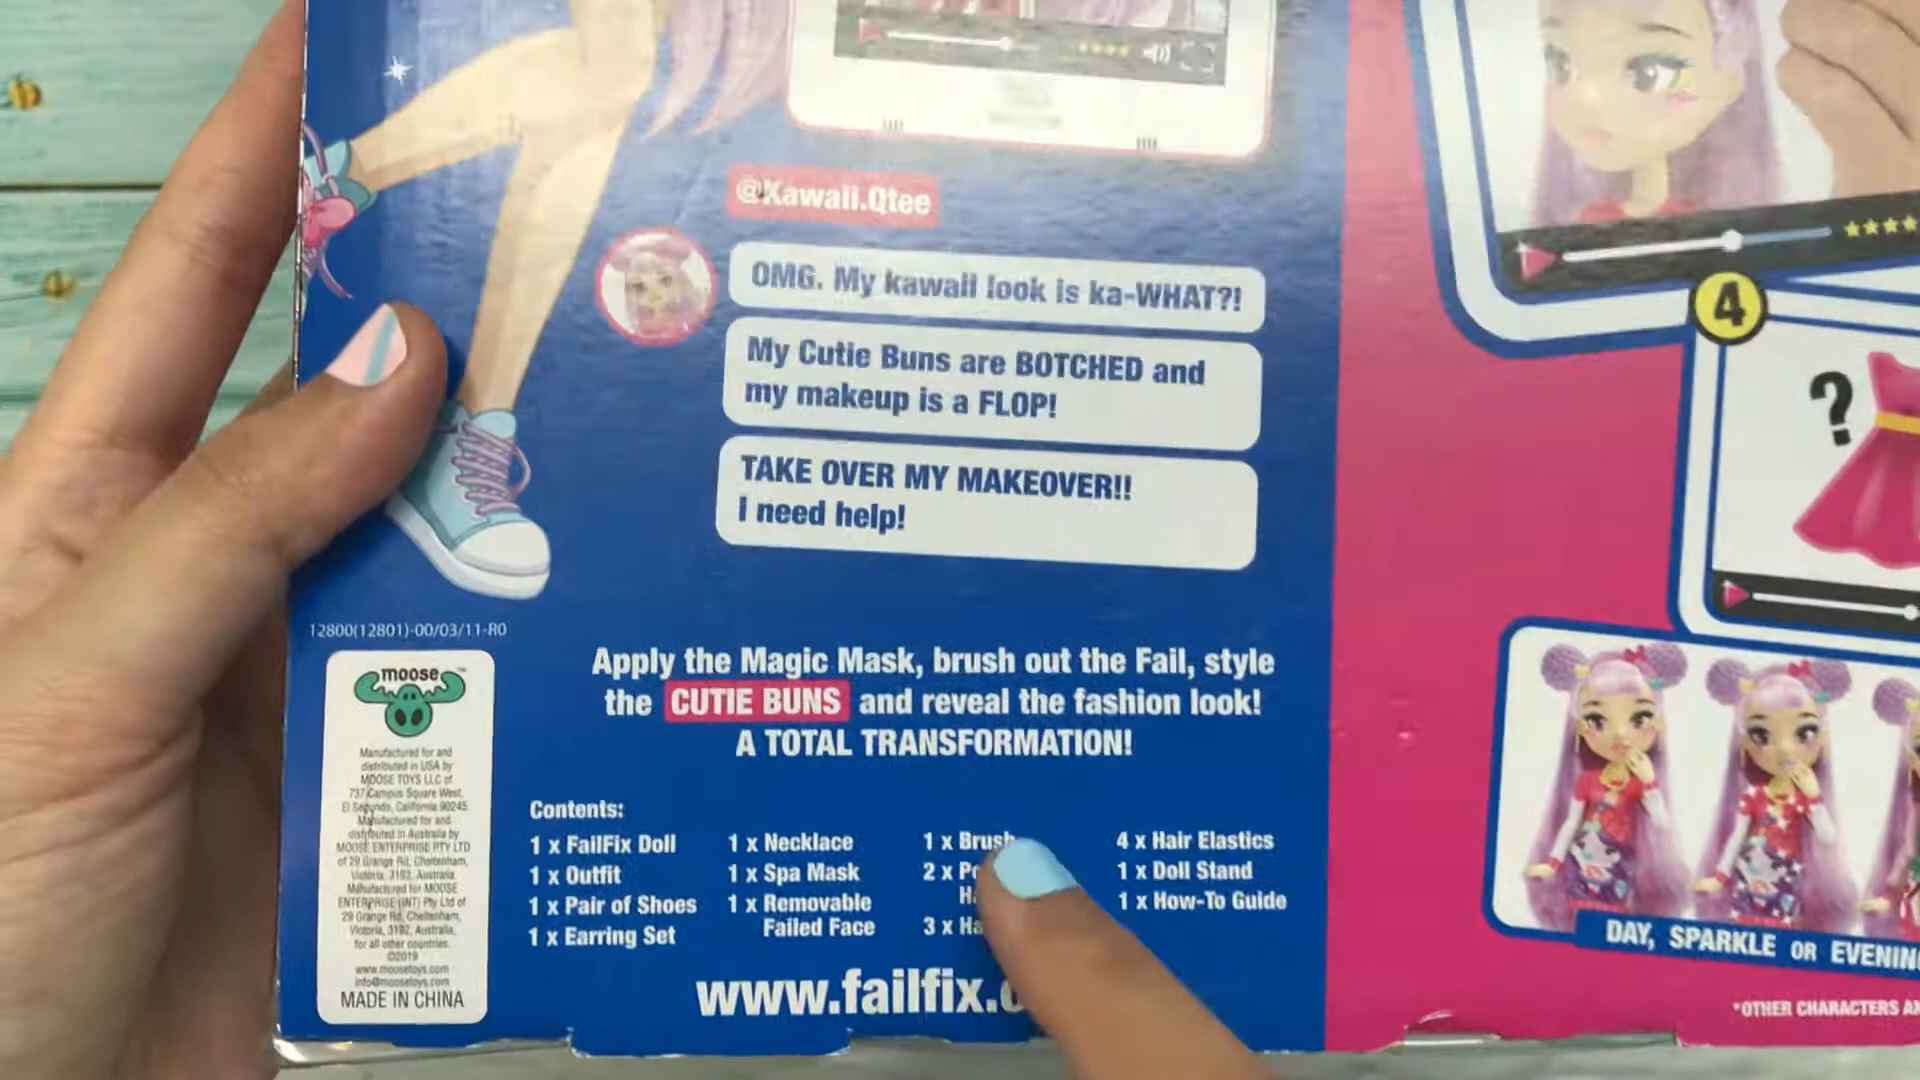 @Kawaii.Qtee
OMG. My kawaii look is ka-WHAT?!
My Cutie Buns are BOTCHED and
my makeup is a FLOP!
TAKE OVER MY MAKEOVER!!
I need help!
4
?
12800(12801)-00/03/11-R0
moose™
Manufactured for and
distributed in USA by
MOOSE TOYS LLC of
737 Campus Square West,
El Segundo, California 90245.
Manufactured for and
distributed in Australia by
MOOSE ENTERPRISE PTY LTD
of 29 Grange Rd, Cheltenham,
Victoria, 3192, Australia.
Manufactured for MOOSE
ENTERPRISE (INT) Pty Ltd of
29 Grange Rd, Cheltenham,
Victoria, 3192, Australia,
for all other countries.
©2019
www.moosetoys.com
info@moosetoys.com
MADE IN CHINA
Apply the Magic Mask, brush out the Fail, style
the CUTIE BUNS and reveal the fashion look!
A TOTAL TRANSFORMATION!
Contents:
1 x FailFix Doll
1 x Outfit
1 x Pair of Shoes
1 x Earring Set
1 x Necklace
1 x Spa Mask
1 x Removable
Failed Face
1 x Brush
2 x
3 x
4 x Hair Elastics
1 x Doll Stand
1 x How-To Guide
www.failfix.
DAY, SPARKLE OR EVENING
*OTHER CHARACTERS